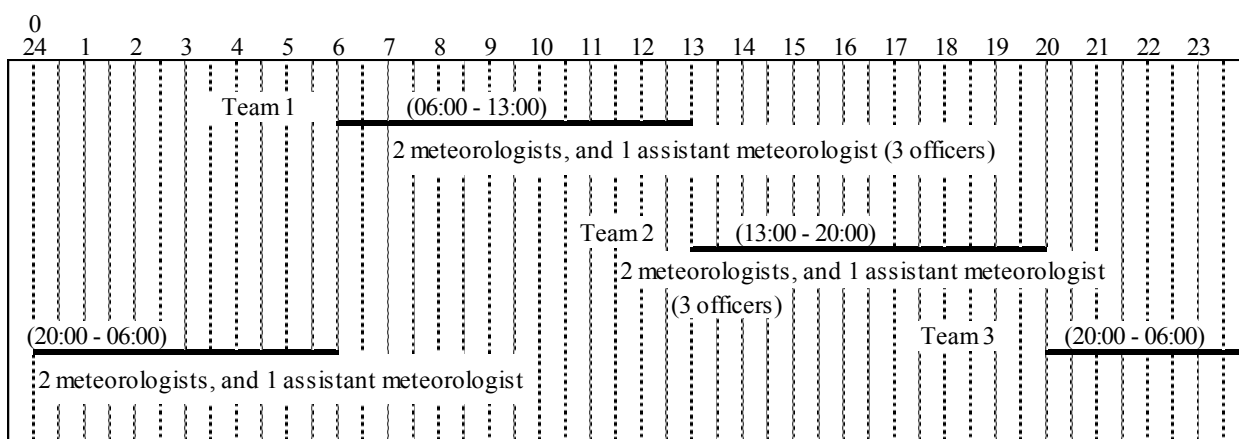 0
24 1 2 3 4 5 6 7 8 9 10 11 12 13 14 15 16 17 18 19 20 21 22 23
Team 1 (06:00 - 13:00)
2 meteorologists, and 1 assistant meteorologist (3 officers)
Team 2 (13:00 - 20:00)
2 meteorologists, and 1 assistant meteorologist
(3 officers)
(20:00 - 06:00) Team 3 (20:00 - 06:00)
2 meteorologists, and 1 assistant meteorologist